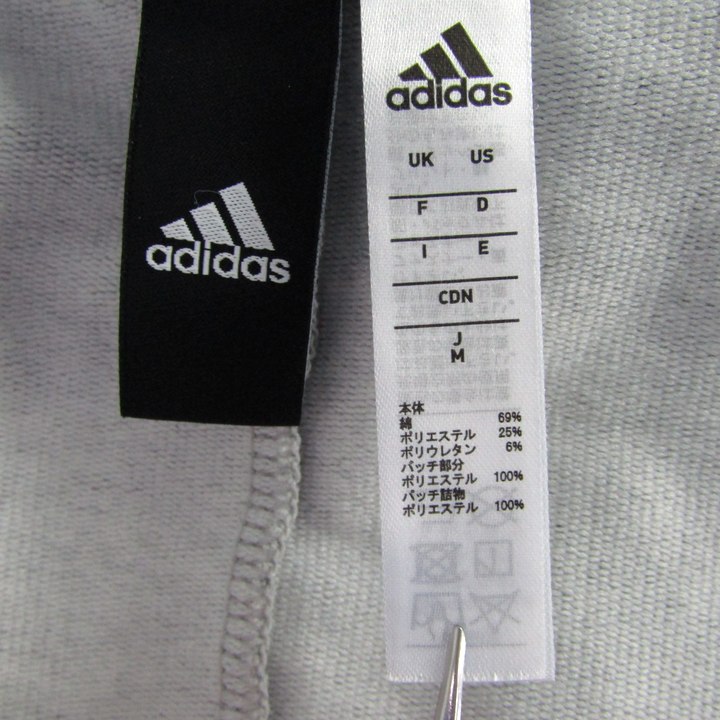 adidas
adidas
UK US
F D
I E
CDN
J
M
本体
綿 69%
ポリエステル 25%
ポリウレタン 6%
パッチ部分
ポリエステル 100%
パッチ詰物
ポリエステル 100%